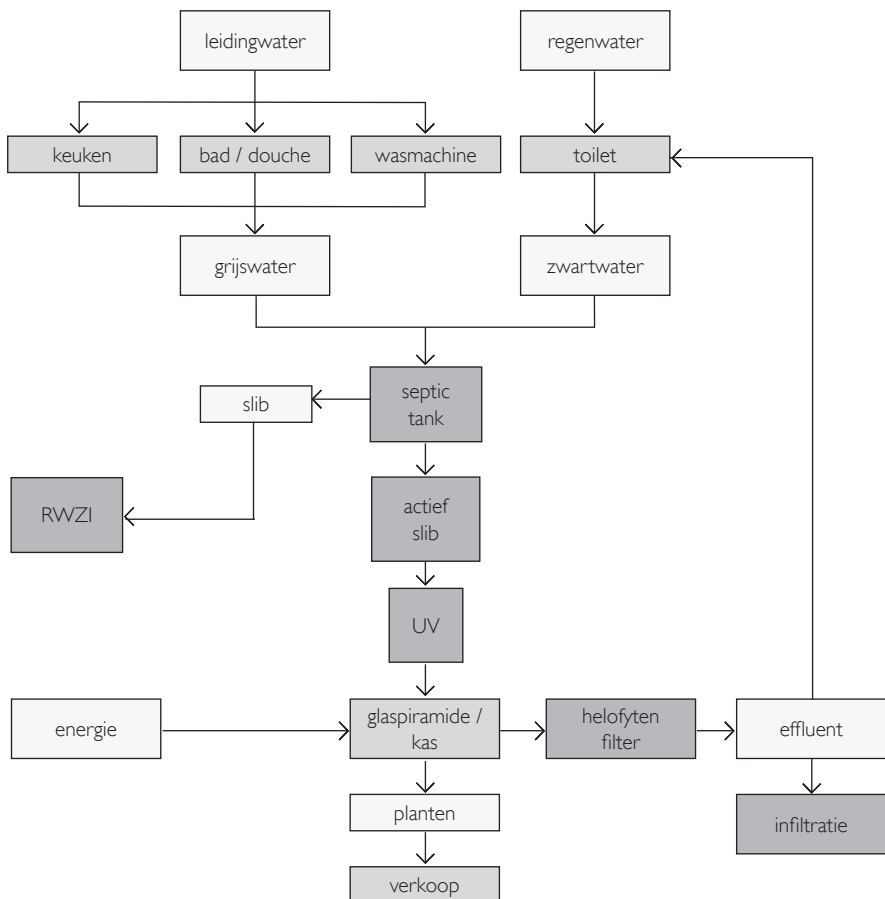 leidingwater
regenwater
keuken
bad / douche
wasmachine
toilet
grijswater
zwartwater
septic
tank
slib
RWZI
actief
slib
UV
energie
glaspiramide /
kas
helofyten
filter
effluent
planten
infiltratie
verkoop